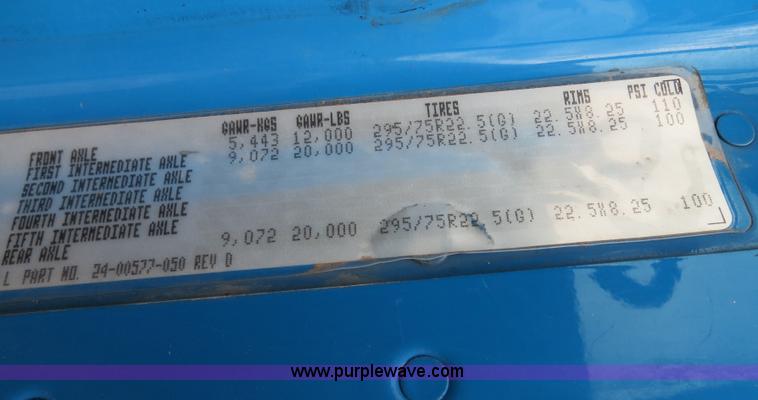 GAWR-KGS GAWR-LBS TIRES RIMS PSI COLD
FRONT AXLE 5,443 12,000 295/75R22.5(G) 22.5X8.25 110
FIRST INTERMEDIATE AXLE 9,072 20,000 295/75R22.5(G) 22.5X8.25 100
SECOND INTERMEDIATE AXLE
THIRD INTERMEDIATE AXLE
FOURTH INTERMEDIATE AXLE
FIFTH INTERMEDIATE AXLE
REAR AXLE 9,072 20,000 295/75R22.5(G) 22.5X8.25 100
L PART NO. 24-00577-050 REV D
www.purplewave.com